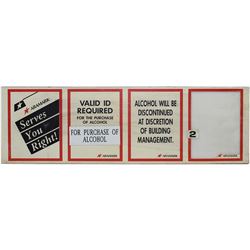 ARAMARK
Serves
You
Right!
VALID ID
REQUIRED
FOR THE PURCHASE
OF ALCOHOL
FOR PURCHASE OF
ALCOHOL
ARAMARK
ALCOHOL WILL BE
DISCONTINUED
AT DISCRETION
OF BUILDING
MANAGEMENT.
ARAMARK
2
ARAMARK